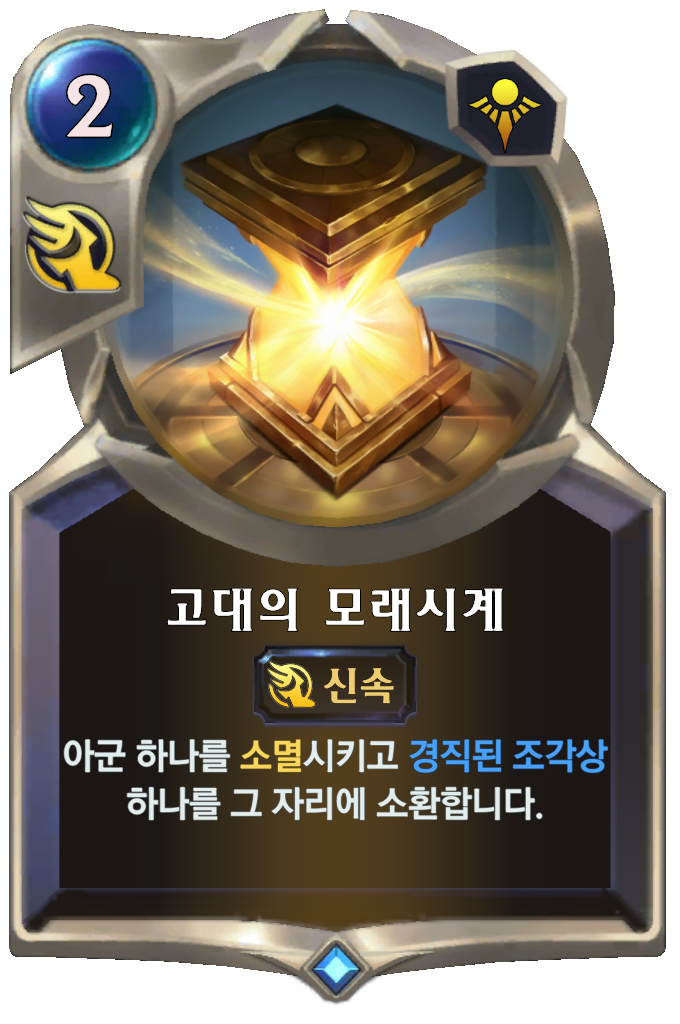 2
고대의 모래시계
신속
아군 하나를 소멸시키고 경직된 조각상
하나를 그 자리에 소환합니다.